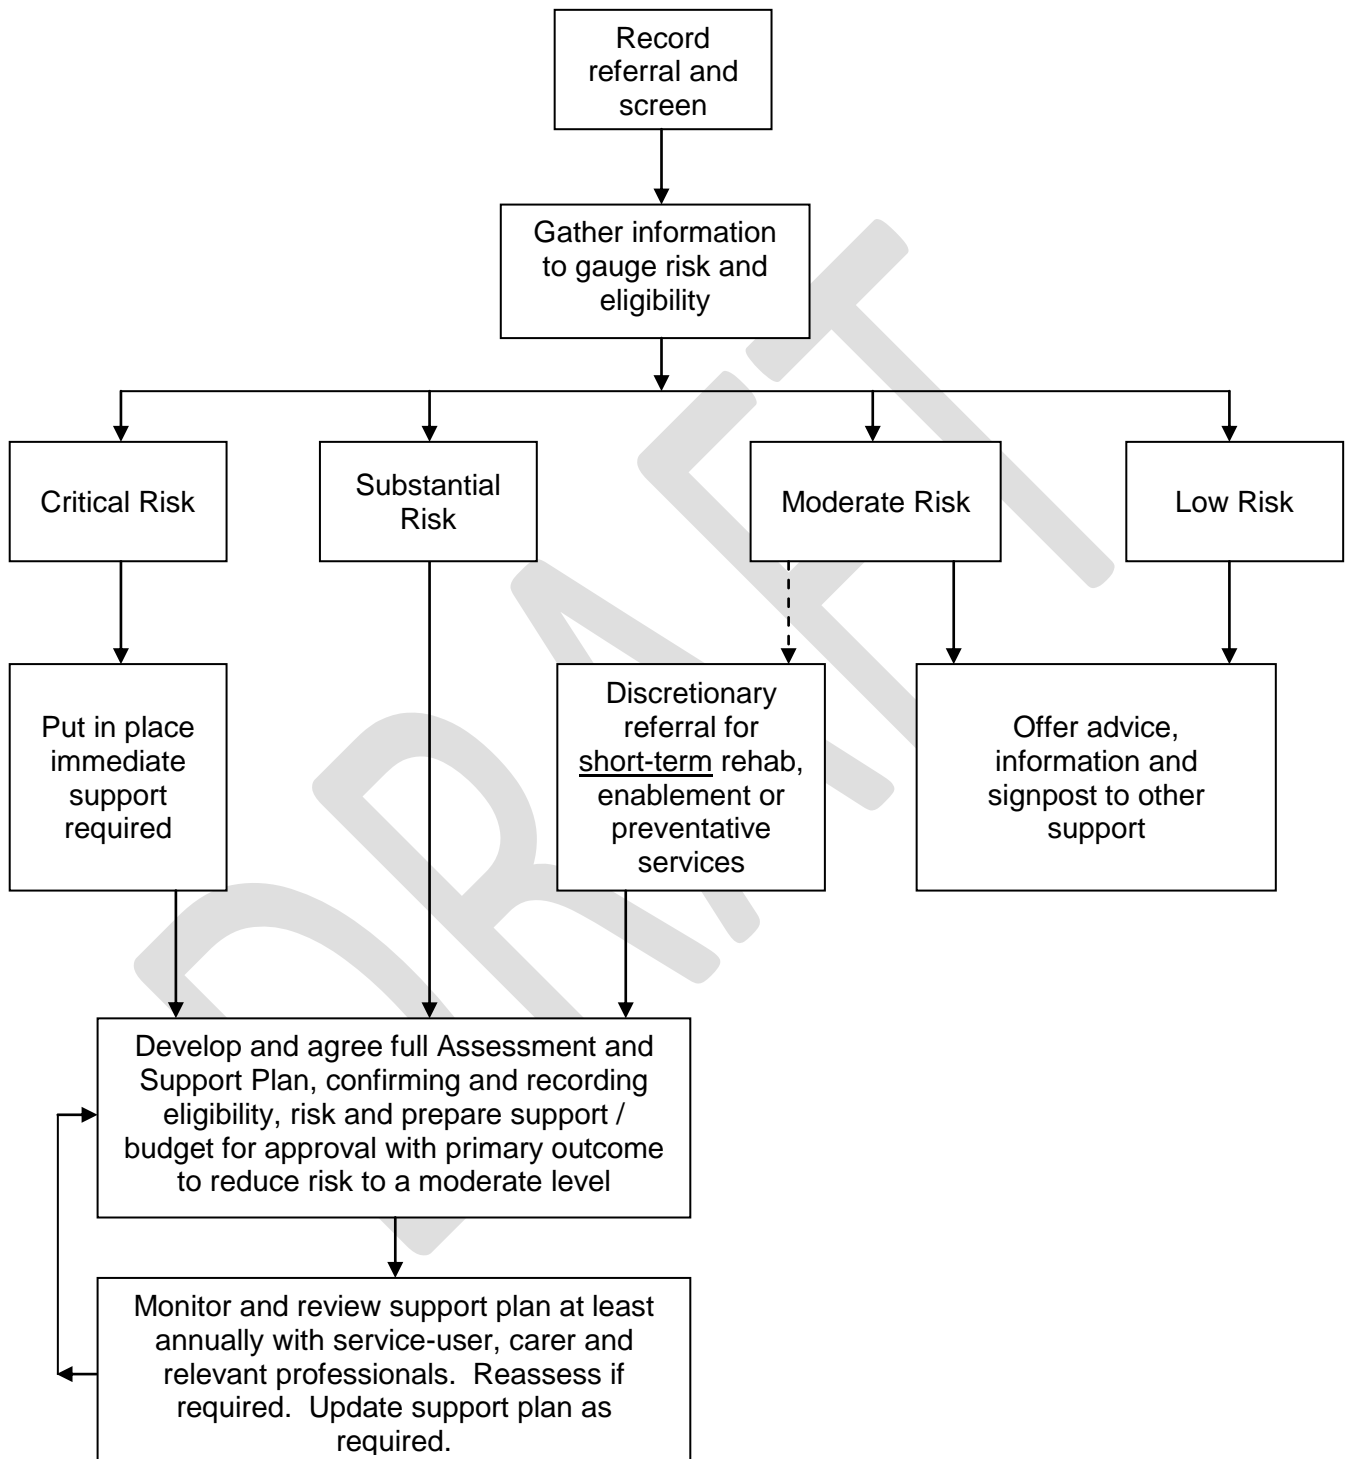 Record
referral and
screen
Gather information
to gauge risk and
eligibility
Critical Risk
Substantial
Risk
Moderate Risk
Low Risk
Put in place
immediate
support
required
Discretionary
referral for
short-term rehab,
enablement or
preventative
services
Offer advice,
information and
signpost to other
support
Develop and agree full Assessment and
Support Plan, confirming and recording
eligibility, risk and prepare support /
budget for approval with primary outcome
to reduce risk to a moderate level
Monitor and review support plan at least
annually with service-user, carer and
relevant professionals.  Reassess if
required.  Update support plan as
required.
DRAFT